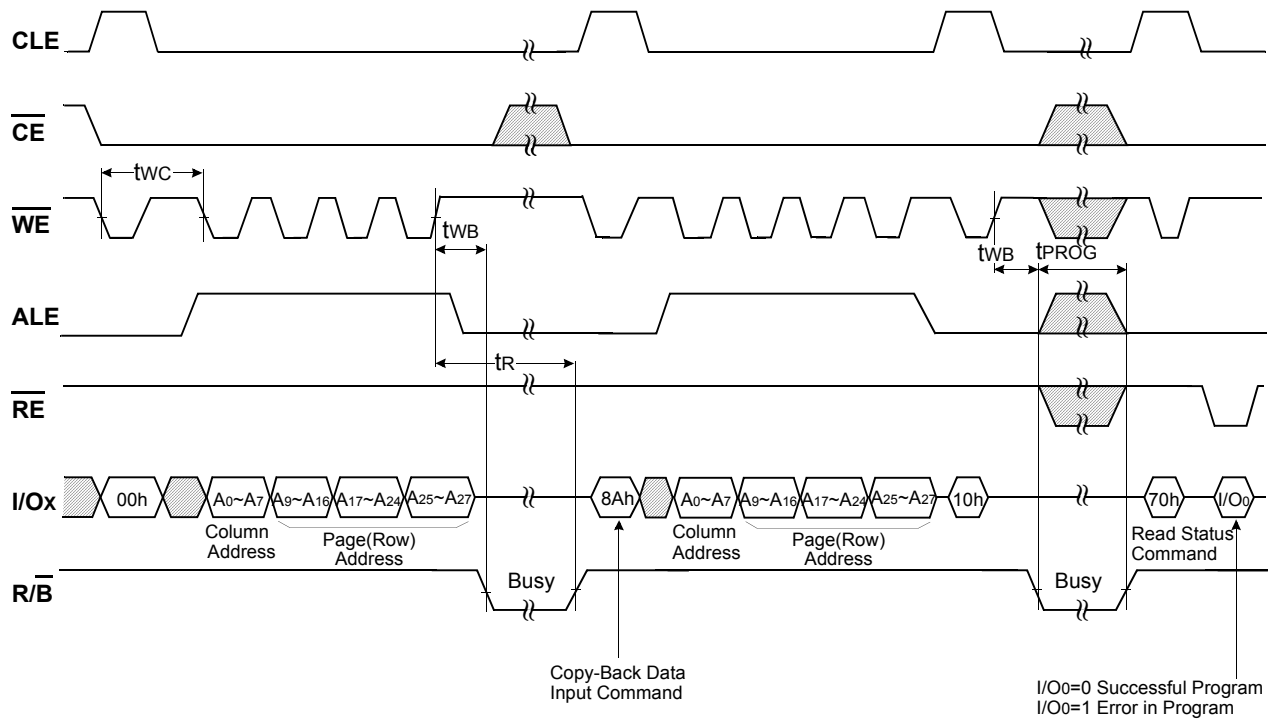 CLE
CE
tWC
WE
tWB
tWB
tPROG
ALE
tR
RE
I/Ox
00h
A0~A7
A9~A16
A17~A24
A25~A27
8Ah
A0~A7
A9~A16
A17~A24
A25~A27
10h
70h
I/O0
Column
Address
Page(Row)
Address
Column
Address
Page(Row)
Address
Read Status
Command
R/B
Busy
Busy
Copy-Back Data
Input Command
I/O0=0 Successful Program
I/O0=1 Error in Program